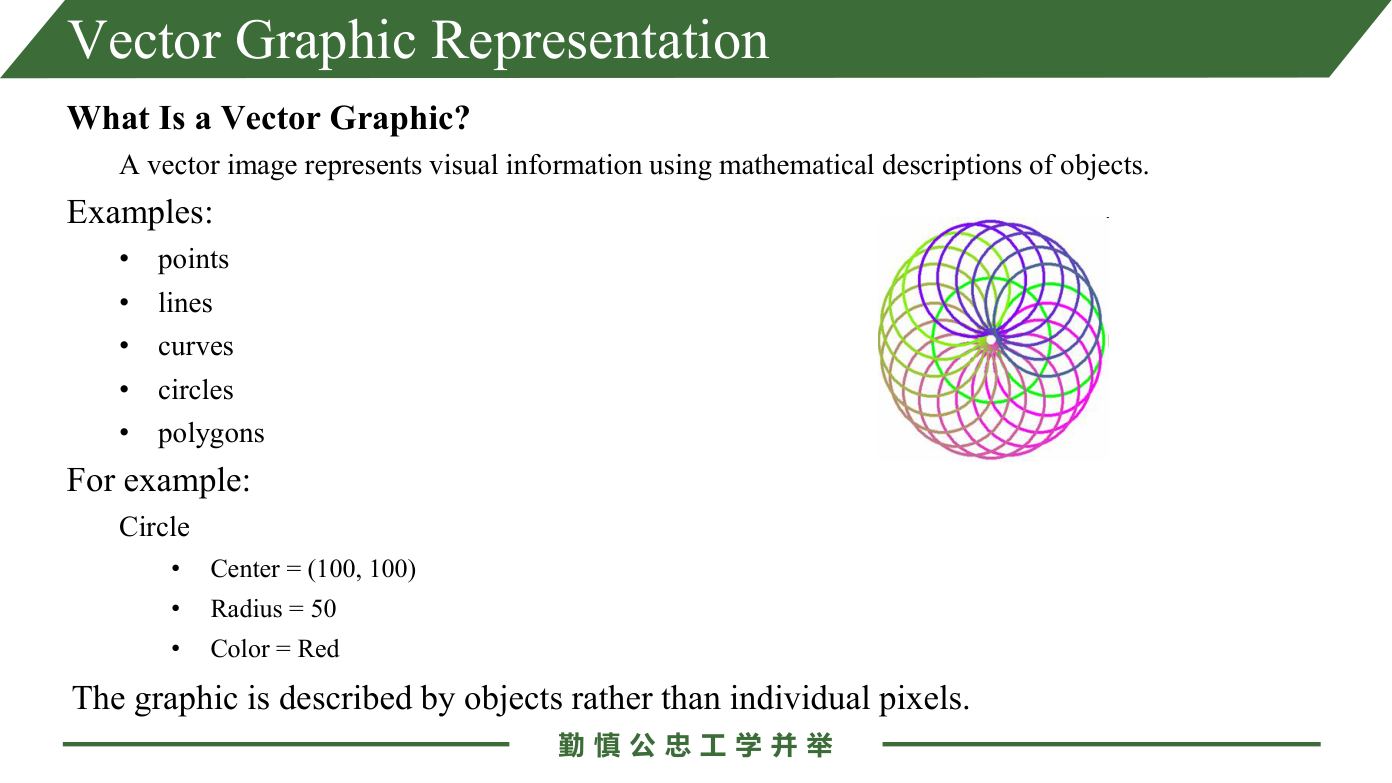 Vector Graphic Representation
What Is a Vector Graphic?
A vector image represents visual information using mathematical descriptions of objects.
Examples:
• points
• lines
• curves
• circles
• polygons
For example:
Circle
• Center = (100, 100)
• Radius = 50
• Color = Red
The graphic is described by objects rather than individual pixels.
勤慎公忠工学并举